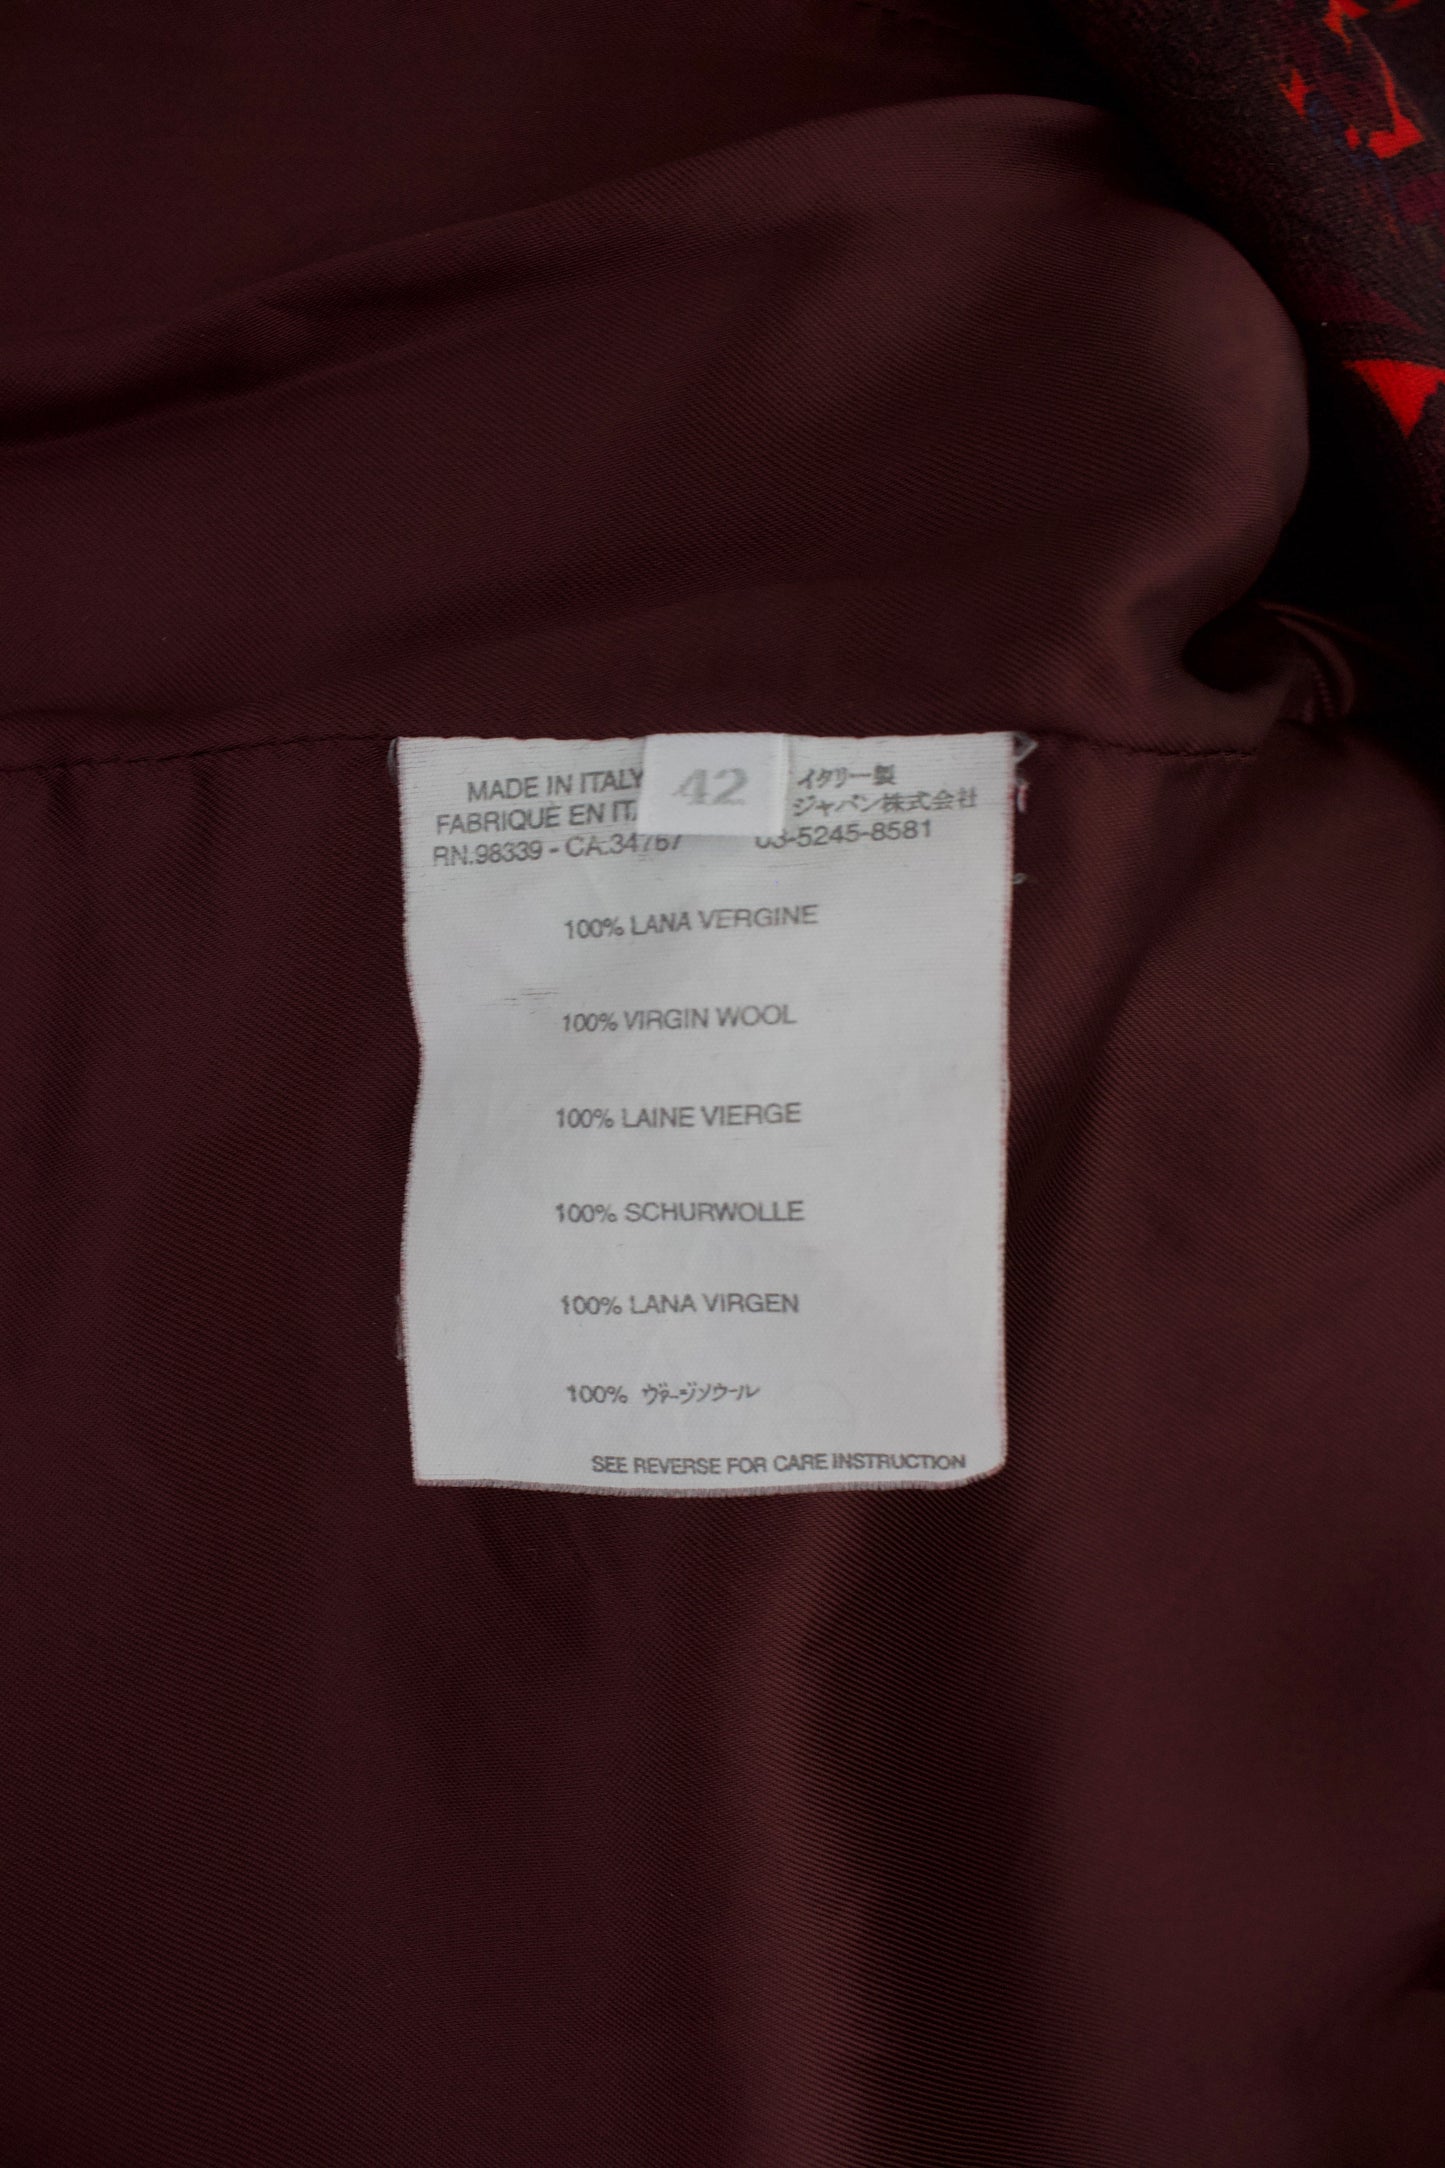 42
MADE IN ITALY イタリー製
FABRIQUÉ EN ジャパン株式会社
RN.98339 - CA.34767 03-5245-8581
100% LANA VERGINE
100% VIRGIN WOOL
100% LAINE VIERGE
100% SCHURWOLLE
100% LANA VIRGEN
100% ヴァージンウール
SEE REVERSE FOR CARE INSTRUCTION